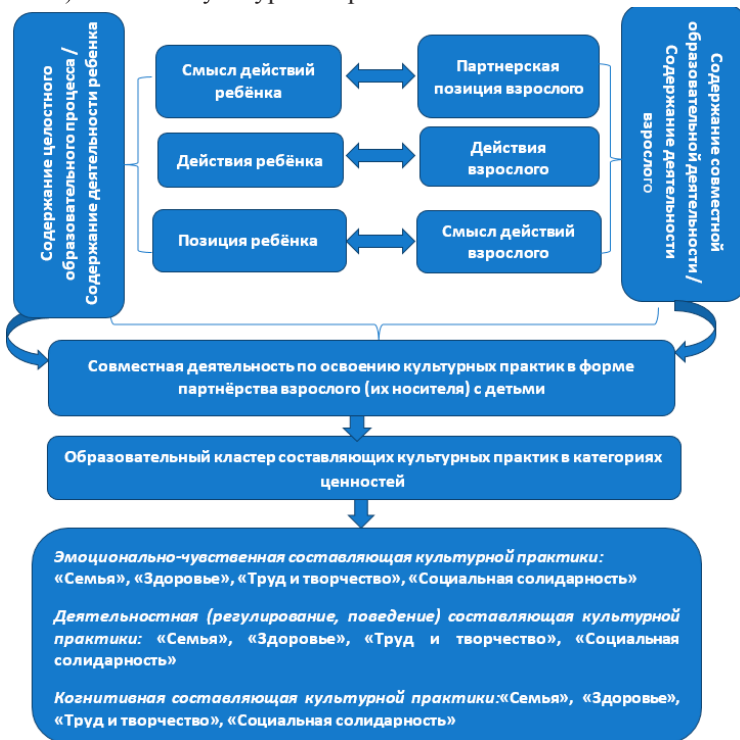 Содержание целостного
образовательного процесса /
Содержание деятельности ребенка
Смысл действий
ребёнка
Партнерская
позиция взрослого
Действия ребёнка
Действия
взрослого
Позиция ребёнка
Смысл действий
взрослого
Содержание совместной
образовательной деятельности /
Содержание деятельности
взрослого
Совместная деятельность по освоению культурных практик в форме
партнёрства взрослого (их носителя) с детьми
Образовательный кластер составляющих культурных практик в категориях
ценностей
Эмоционально-чувственная составляющая культурной практики:
«Семья», «Здоровье», «Труд и творчество», «Социальная солидарность»
Деятельностная (регулирование, поведение) составляющая культурной
практики: «Семья», «Здоровье», «Труд и творчество», «Социальная
солидарность»
Когнитивная составляющая культурной практики:«Семья», «Здоровье»,
«Труд и творчество», «Социальная солидарность»